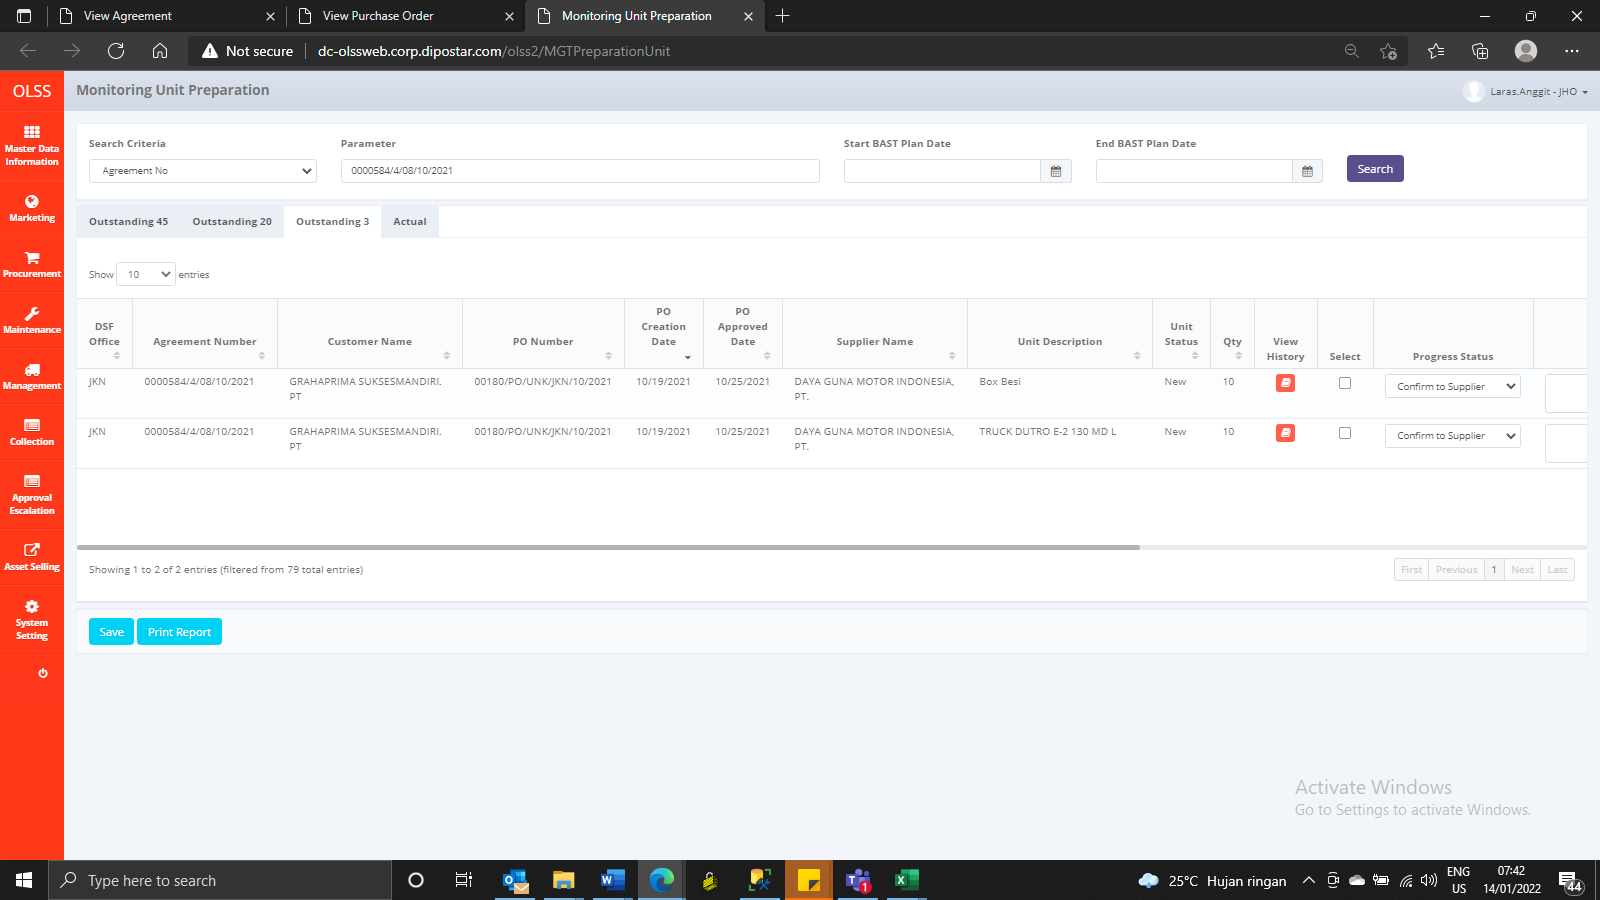 View Agreement
View Purchase Order
Monitoring Unit Preparation
Not secure
dc-olssweb.corp.dipostar.com/olss2/MGTPreparationUnit
OLSS
Monitoring Unit Preparation
Laras.Anggit - JHO
Master Data
Information
Marketing
Procurement
Maintenance
Management
Collection
Approval
Escalation
Asset Selling
System
Setting
Search Criteria
Parameter
Start BAST Plan Date
End BAST Plan Date
Agreement No
0000584/4/08/10/2021
Search
Outstanding 45
Outstanding 20
Outstanding 3
Actual
Show 10 entries
DSF Office
Agreement Number
Customer Name
PO Number
PO Creation Date
PO Approved Date
Supplier Name
Unit Description
Unit Status
Qty
View History
Select
Progress Status
JKN 0000584/4/08/10/2021 GRAHAPRIMA SUKSESMANDIRI. 00180/PO/UNK/JKN/10/2021 10/19/2021 10/25/2021 DAYA GUNA MOTOR INDONESIA, Box Besi New 10 Confirm to Supplier
PT PT.
JKN 0000584/4/08/10/2021 GRAHAPRIMA SUKSESMANDIRI. 00180/PO/UNK/JKN/10/2021 10/19/2021 10/25/2021 DAYA GUNA MOTOR INDONESIA, TRUCK DUTRO E-2 130 MD L New 10 Confirm to Supplier
PT PT.
Showing 1 to 2 of 2 entries (filtered from 79 total entries)
First Previous 1 Next Last
Save
Print Report
Activate Windows
Go to Settings to activate Windows.
Type here to search
1
25°C Hujan ringan
ENG
US
07:42
14/01/2022
44